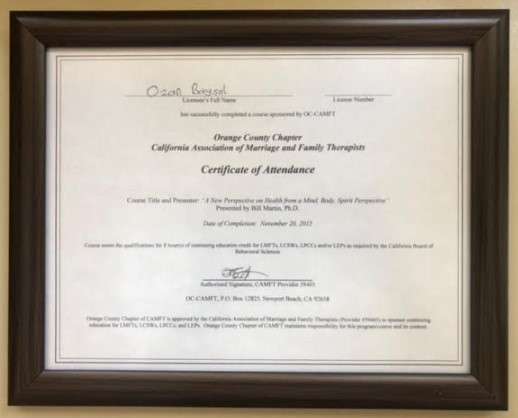 Ozan Baysol
Licensee's Full Name License Number
has successfully completed a course sponsored by OC-CAMFT
Orange County Chapter
California Association of Marriage and Family Therapists
Certificate of Attendance
Course Title and Presenter: "A New Perspective on Health from a Mind, Body, Spirit Perspective"
Presented by Bill Martin, Ph.D.
Date of Completion: November 20, 2015
Course meets the qualifications for hour(s) of continuing education credit for LMFTs, LCSWs, LPCCs and/or LEPs as required by the California Board of
Behavioral Sciences
Authorized Signature, CAMFT Provider 59465
OC-CAMFT, P.O. Box 12825, Newport Beach, CA 92658
Orange County Chapter of CAMFT is approved by the California Association of Marriage and Family Therapists (Provider #59465) to sponsor continuing
education for LMFTs, LCSWs, LPCCs, and LEPs. Orange County Chapter of CAMFT maintains responsibility for this program/course and its content.